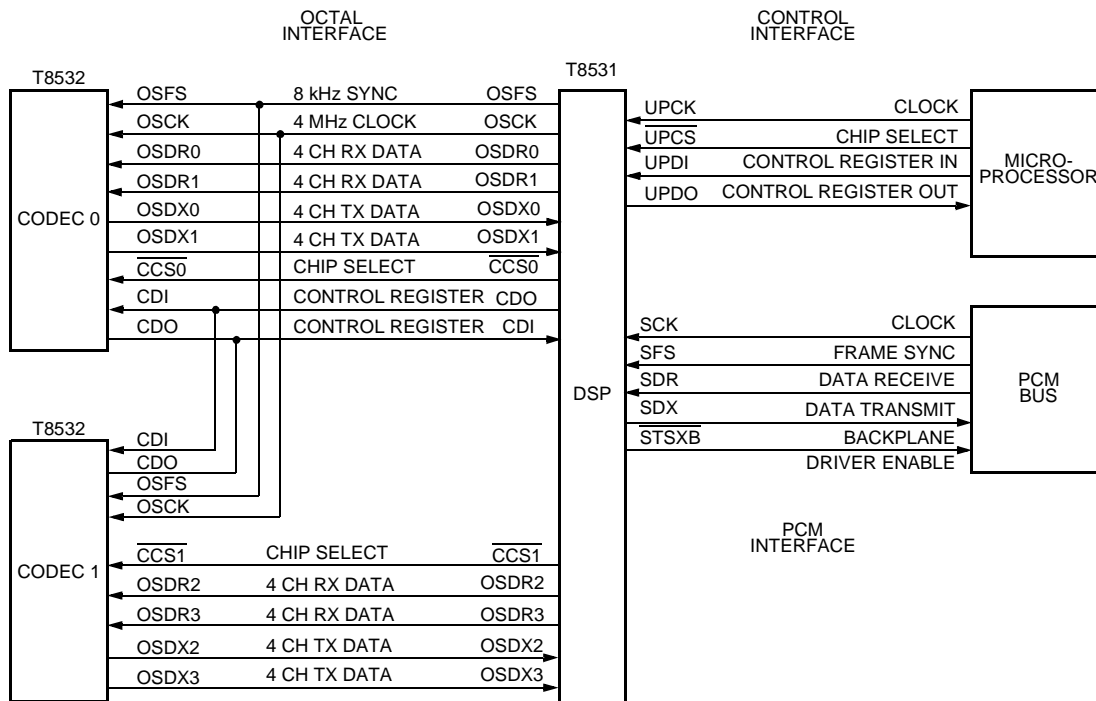 OCTAL
INTERFACE
CONTROL
INTERFACE
T8532
T8531
OSFS 8 kHz SYNC OSFS
OSCK 4 MHz CLOCK OSCK
OSDR0 4 CH RX DATA OSDR0
OSDR1 4 CH RX DATA OSDR1
CODEC 0
OSDX0 4 CH TX DATA OSDX0
OSDX1 4 CH TX DATA OSDX1
CCS0 CHIP SELECT CCS0
CDI CONTROL REGISTER CDO
CDO CONTROL REGISTER CDI
UPCK CLOCK
UPCS CHIP SELECT
UPDI CONTROL REGISTER IN
UPDO CONTROL REGISTER OUT
MICRO-
PROCESSOR
DSP
SCK CLOCK
SFS FRAME SYNC
SDR DATA RECEIVE
SDX DATA TRANSMIT
STSXB BACKPLANE
DRIVER ENABLE
PCM
BUS
PCM
INTERFACE
T8532
CDI
CDO
OSFS
OSCK
CODEC 1
CCS1 CHIP SELECT CCS1
OSDR2 4 CH RX DATA OSDR2
OSDR3 4 CH RX DATA OSDR3
OSDX2 4 CH TX DATA OSDX2
OSDX3 4 CH TX DATA OSDX3